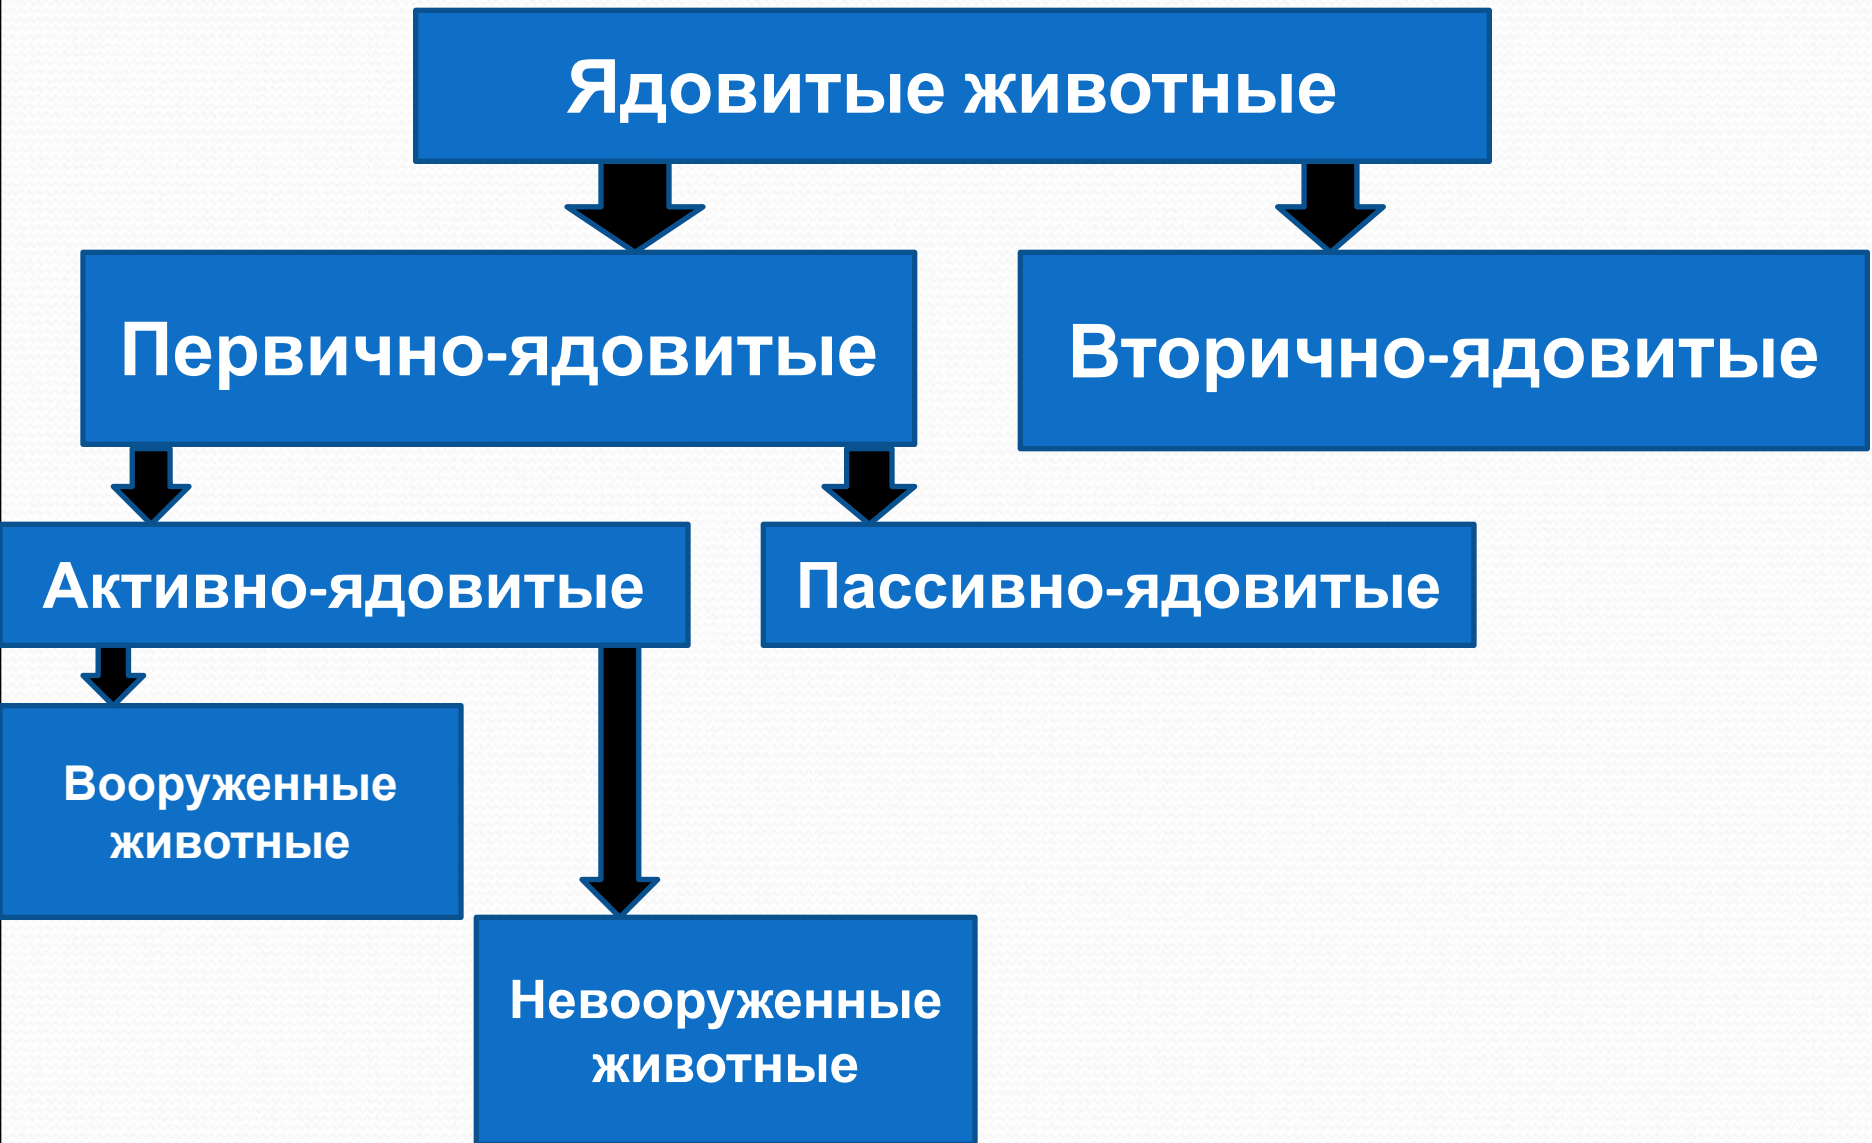 Ядовитые животные
Первично-ядовитые
Вторично-ядовитые
Активно-ядовитые
Пассивно-ядовитые
Вооруженные
животные
Невооруженные
животные